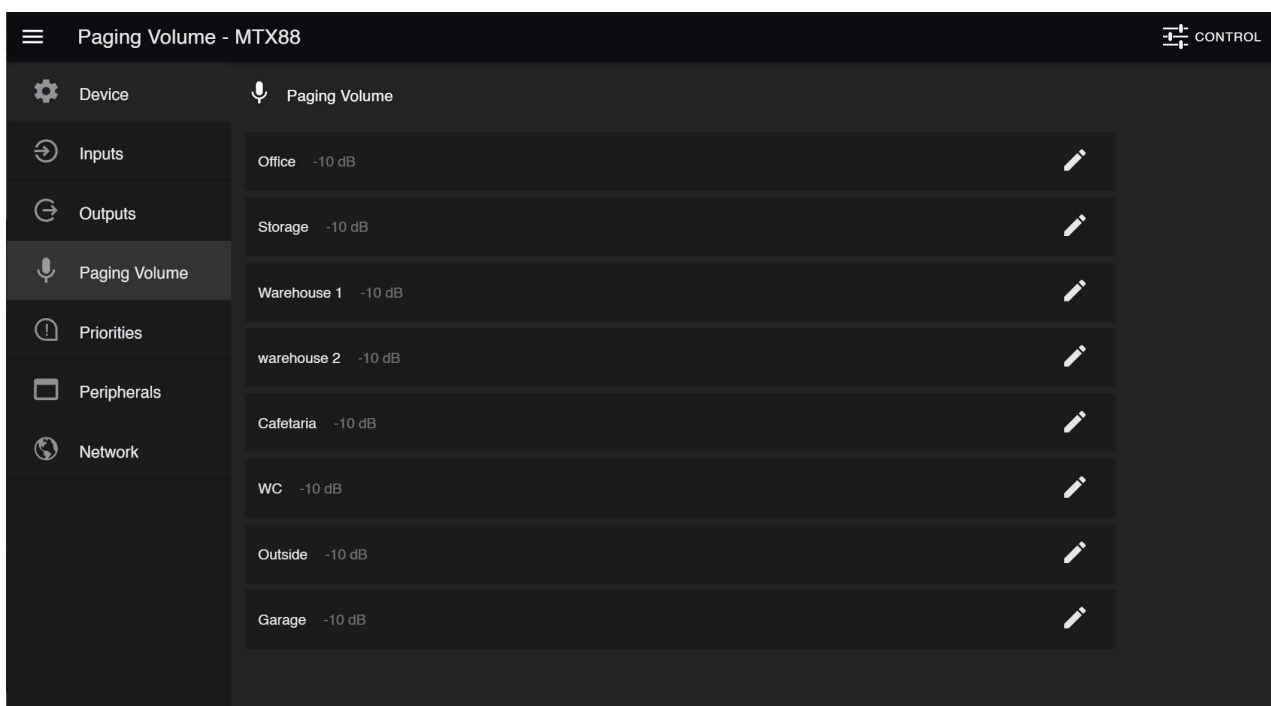 Paging Volume - MTX88
CONTROL
Device
Inputs
Outputs
Paging Volume
Priorities
Peripherals
Network
Paging Volume
Office -10 dB
Storage -10 dB
Warehouse 1 -10 dB
warehouse 2 -10 dB
Cafetaria -10 dB
WC -10 dB
Outside -10 dB
Garage -10 dB